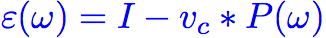 ε(ω) = I − v_c ∗ P(ω)